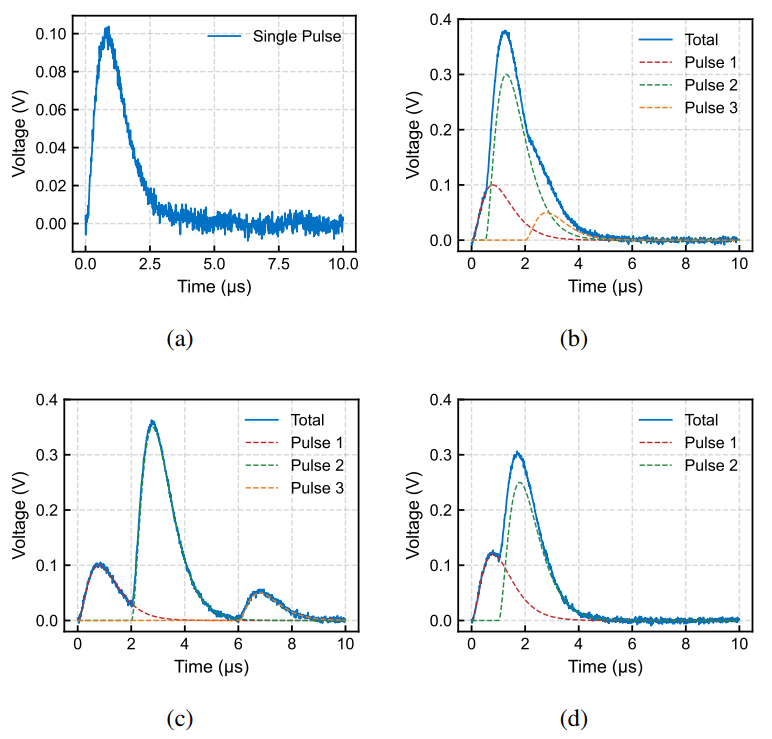 0.10
0.08
0.06
0.04
0.02
0.00
Voltage (V)
Single Pulse
0.0 2.5 5.0 7.5 10.0
Time (μs)
(a)
0.4
0.3
0.2
0.1
0.0
Voltage (V)
Total
Pulse 1
Pulse 2
Pulse 3
0 2 4 6 8 10
Time (μs)
(b)
0.4
0.3
0.2
0.1
0.0
Voltage (V)
Total
Pulse 1
Pulse 2
Pulse 3
0 2 4 6 8 10
Time (μs)
(c)
0.4
0.3
0.2
0.1
0.0
Voltage (V)
Total
Pulse 1
Pulse 2
0 2 4 6 8 10
Time (μs)
(d)